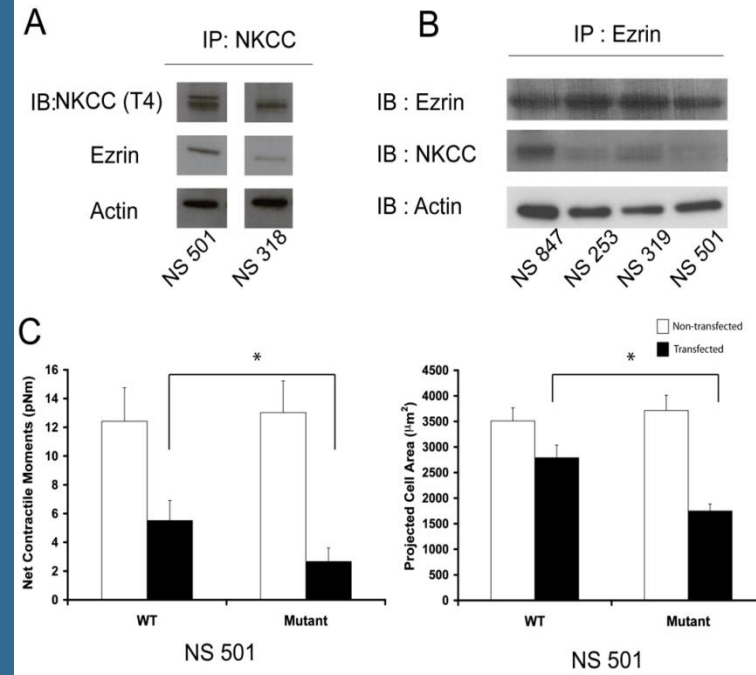 A
IP: NKCC
IB:NKCC (T4)
Ezrin
Actin
NS 501
NS 318
B
IP : Ezrin
IB : Ezrin
IB : NKCC
IB : Actin
NS 847
NS 253
NS 319
NS 501
C
Net Contractile Moments (pNm)
16
14
12
10
8
6
4
2
0
*
WT
Mutant
NS 501
Non-transfected
Transfected
Projected Cell Area (µm²)
4500
4000
3500
3000
2500
2000
1500
1000
500
0
*
WT
Mutant
NS 501